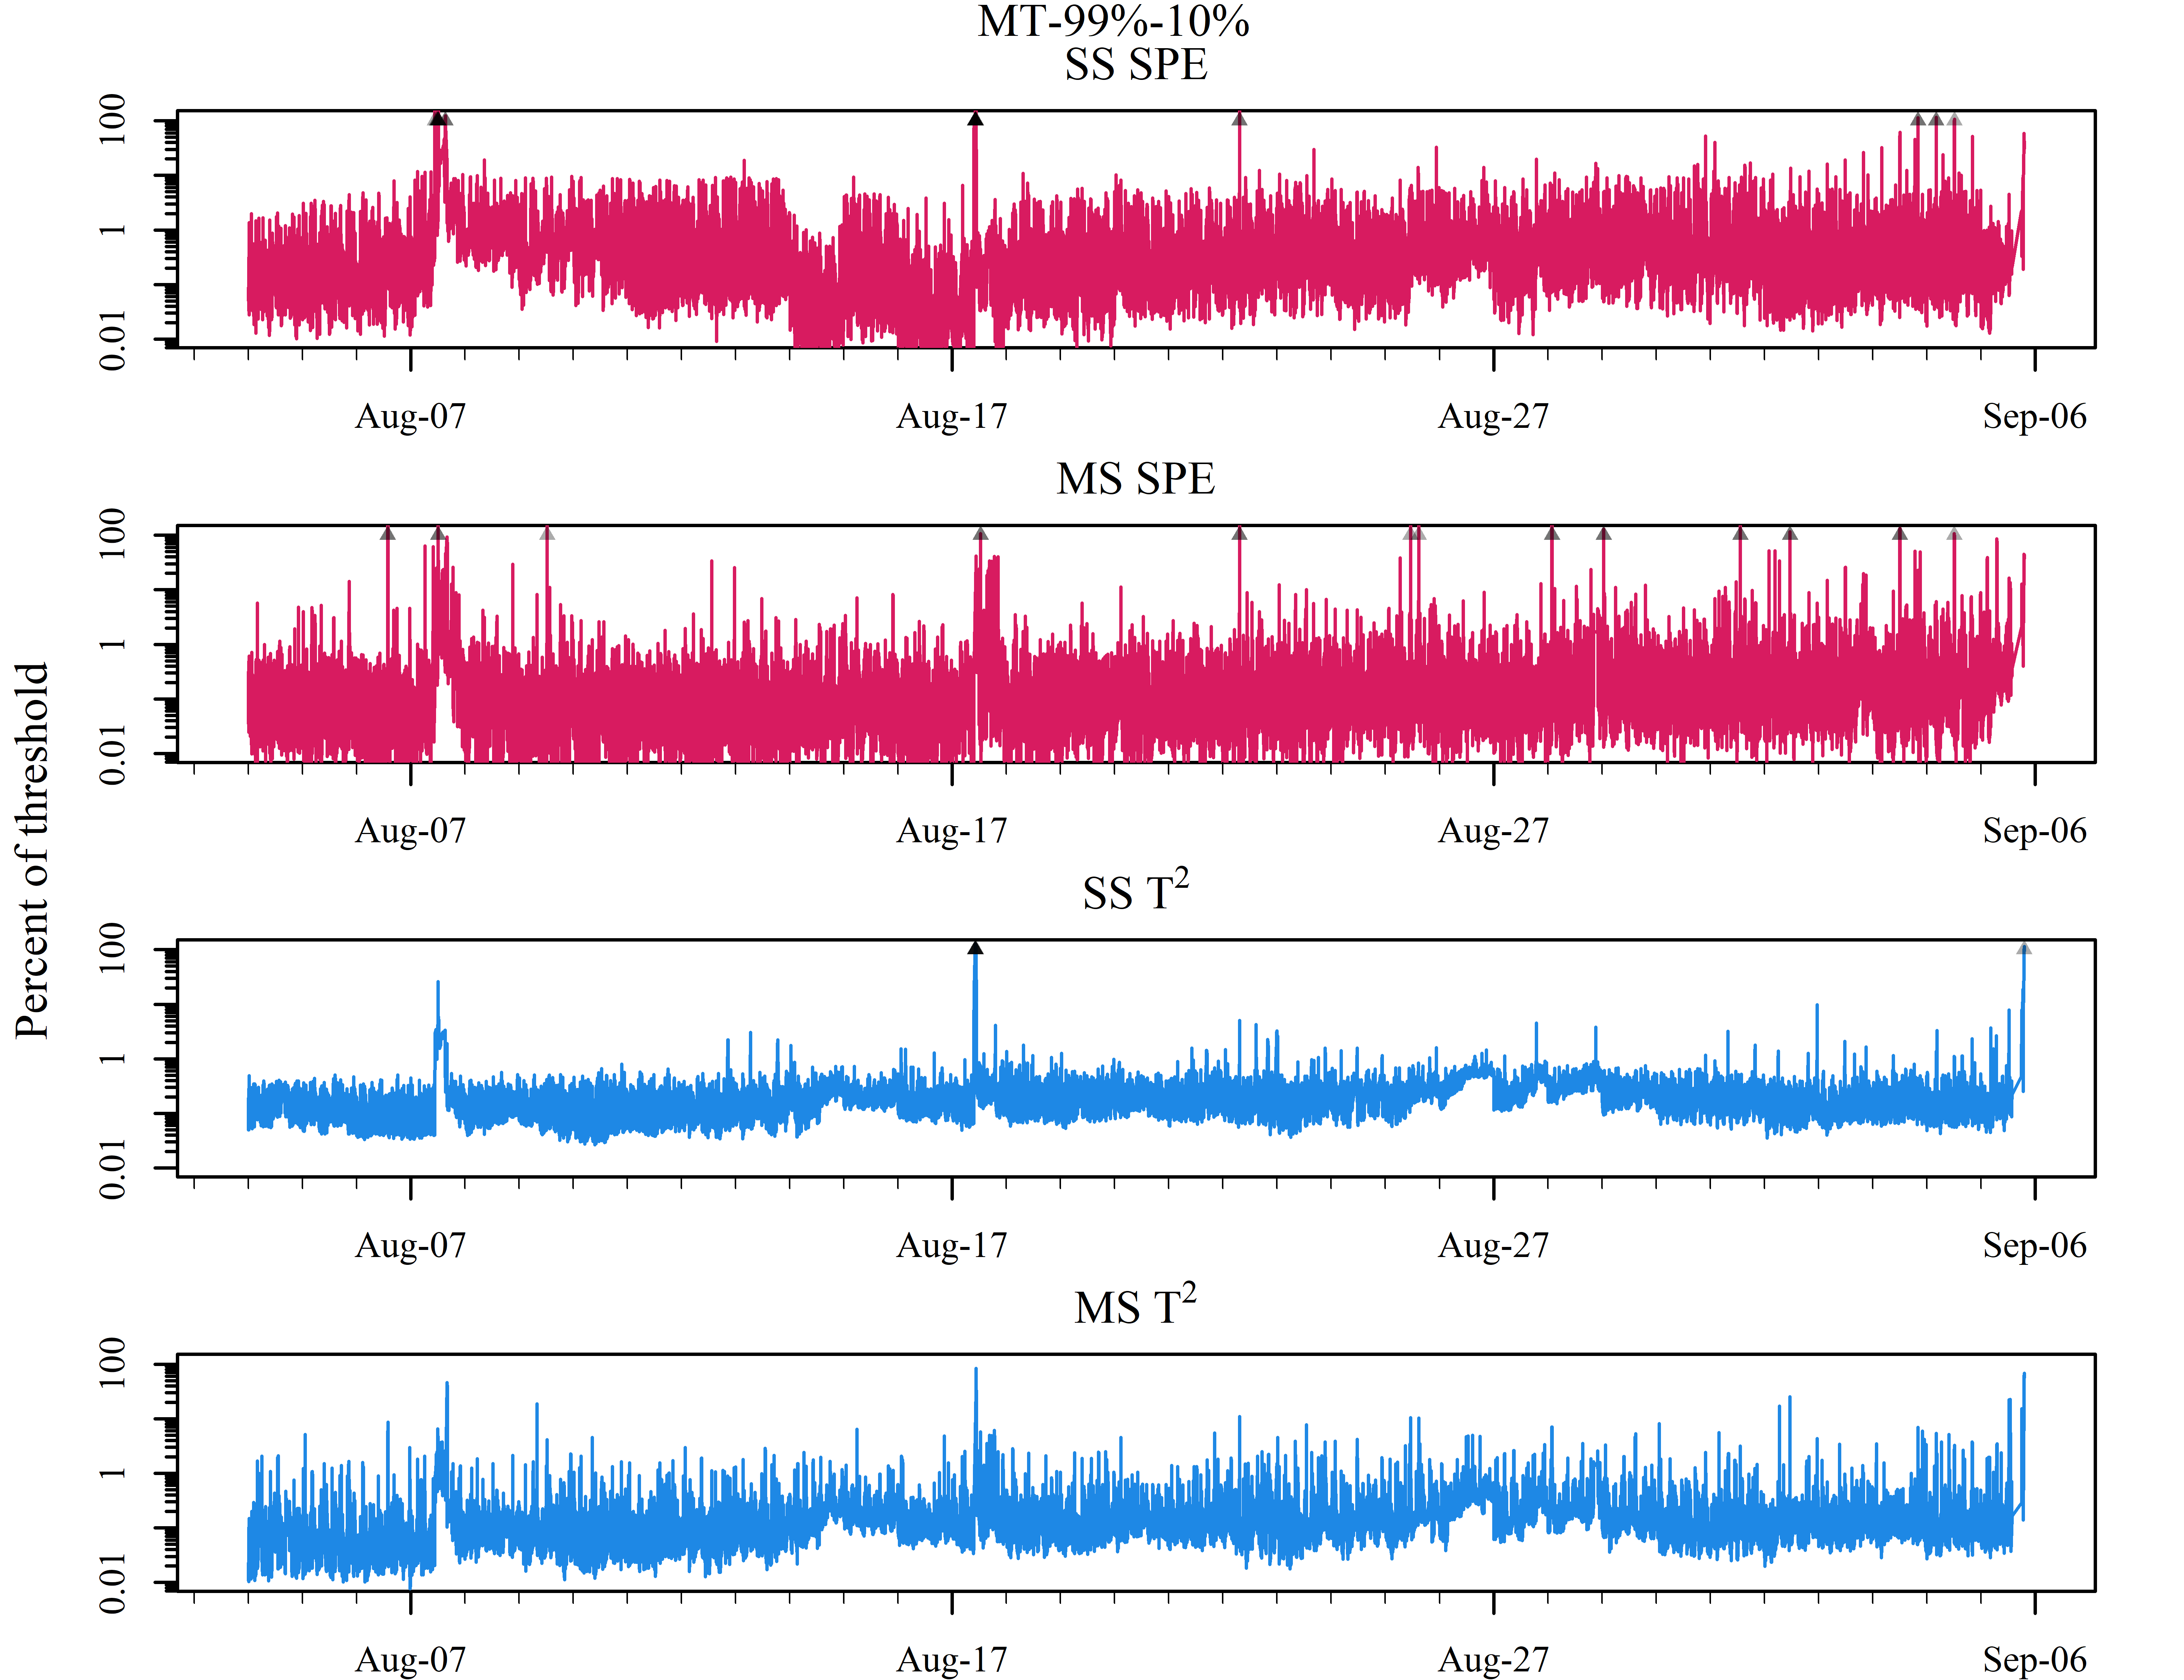 MT-99%-10%
SS SPE
100
1
0.01
Aug-07 Aug-17 Aug-27 Sep-06
MS SPE
100
1
0.01
Aug-07 Aug-17 Aug-27 Sep-06
Percent of threshold
SS T²
100
1
0.01
Aug-07 Aug-17 Aug-27 Sep-06
MS T²
100
1
0.01
Aug-07 Aug-17 Aug-27 Sep-06